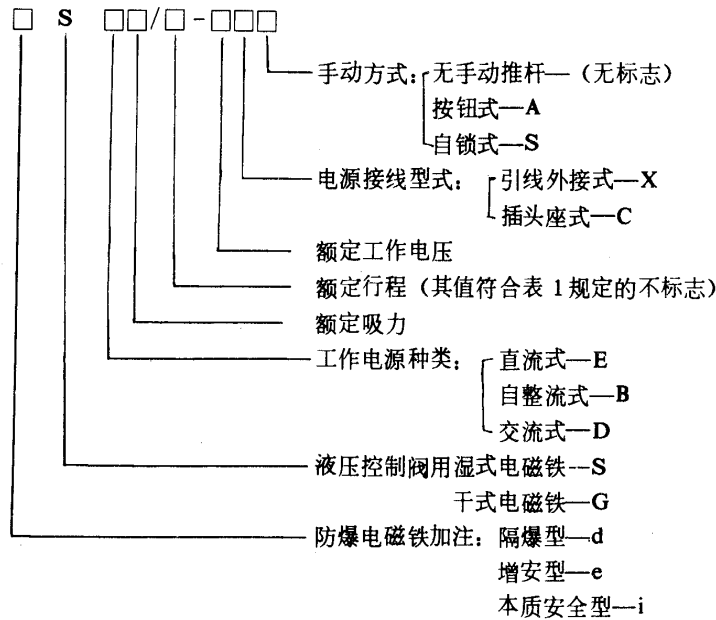 □ S □□/□-□□□
手动方式：无手动推杆—（无标志）
按钮式—A
自锁式—S
电源接线型式：引线外接式—X
插头座式—C
额定工作电压
额定行程（其值符合表 1 规定的不标志）
额定吸力
工作电源种类：直流式—E
自整流式—B
交流式—D
液压控制阀用湿式电磁铁--S
干式电磁铁—G
防爆电磁铁加注：隔爆型—d
增安型—e
本质安全型—i